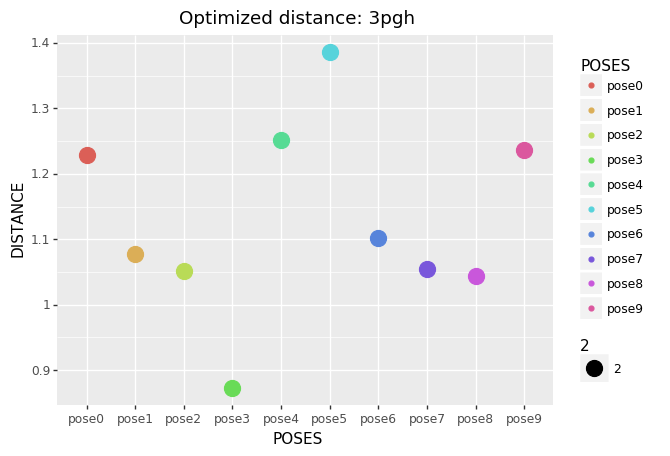 Optimized distance: 3pgh
DISTANCE
1.4
1.3
1.2
1.1
1
0.9
pose0 pose1 pose2 pose3 pose4 pose5 pose6 pose7 pose8 pose9
POSES
POSES
pose0
pose1
pose2
pose3
pose4
pose5
pose6
pose7
pose8
pose9
2
2